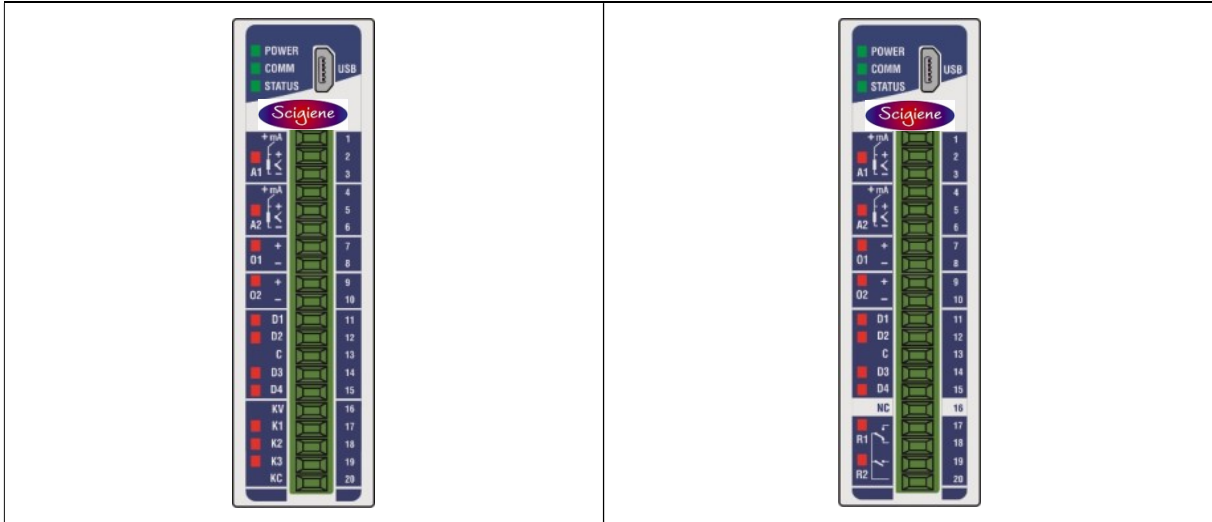 POWER
COMM
STATUS
USB
Scigiene
+ mA 1
+ 2
A1 - 3
+ mA 4
+ 5
A2 - 6
+ 7
O1 - 8
+ 9
O2 - 10
D1 11
D2 12
C 13
D3 14
D4 15
KV 16
K1 17
K2 18
K3 19
KC 20
POWER
COMM
STATUS
USB
Scigiene
+ mA 1
+ 2
A1 - 3
+ mA 4
+ 5
A2 - 6
+ 7
O1 - 8
+ 9
O2 - 10
D1 11
D2 12
C 13
D3 14
D4 15
NC 16
17
R1 18
19
R2 20